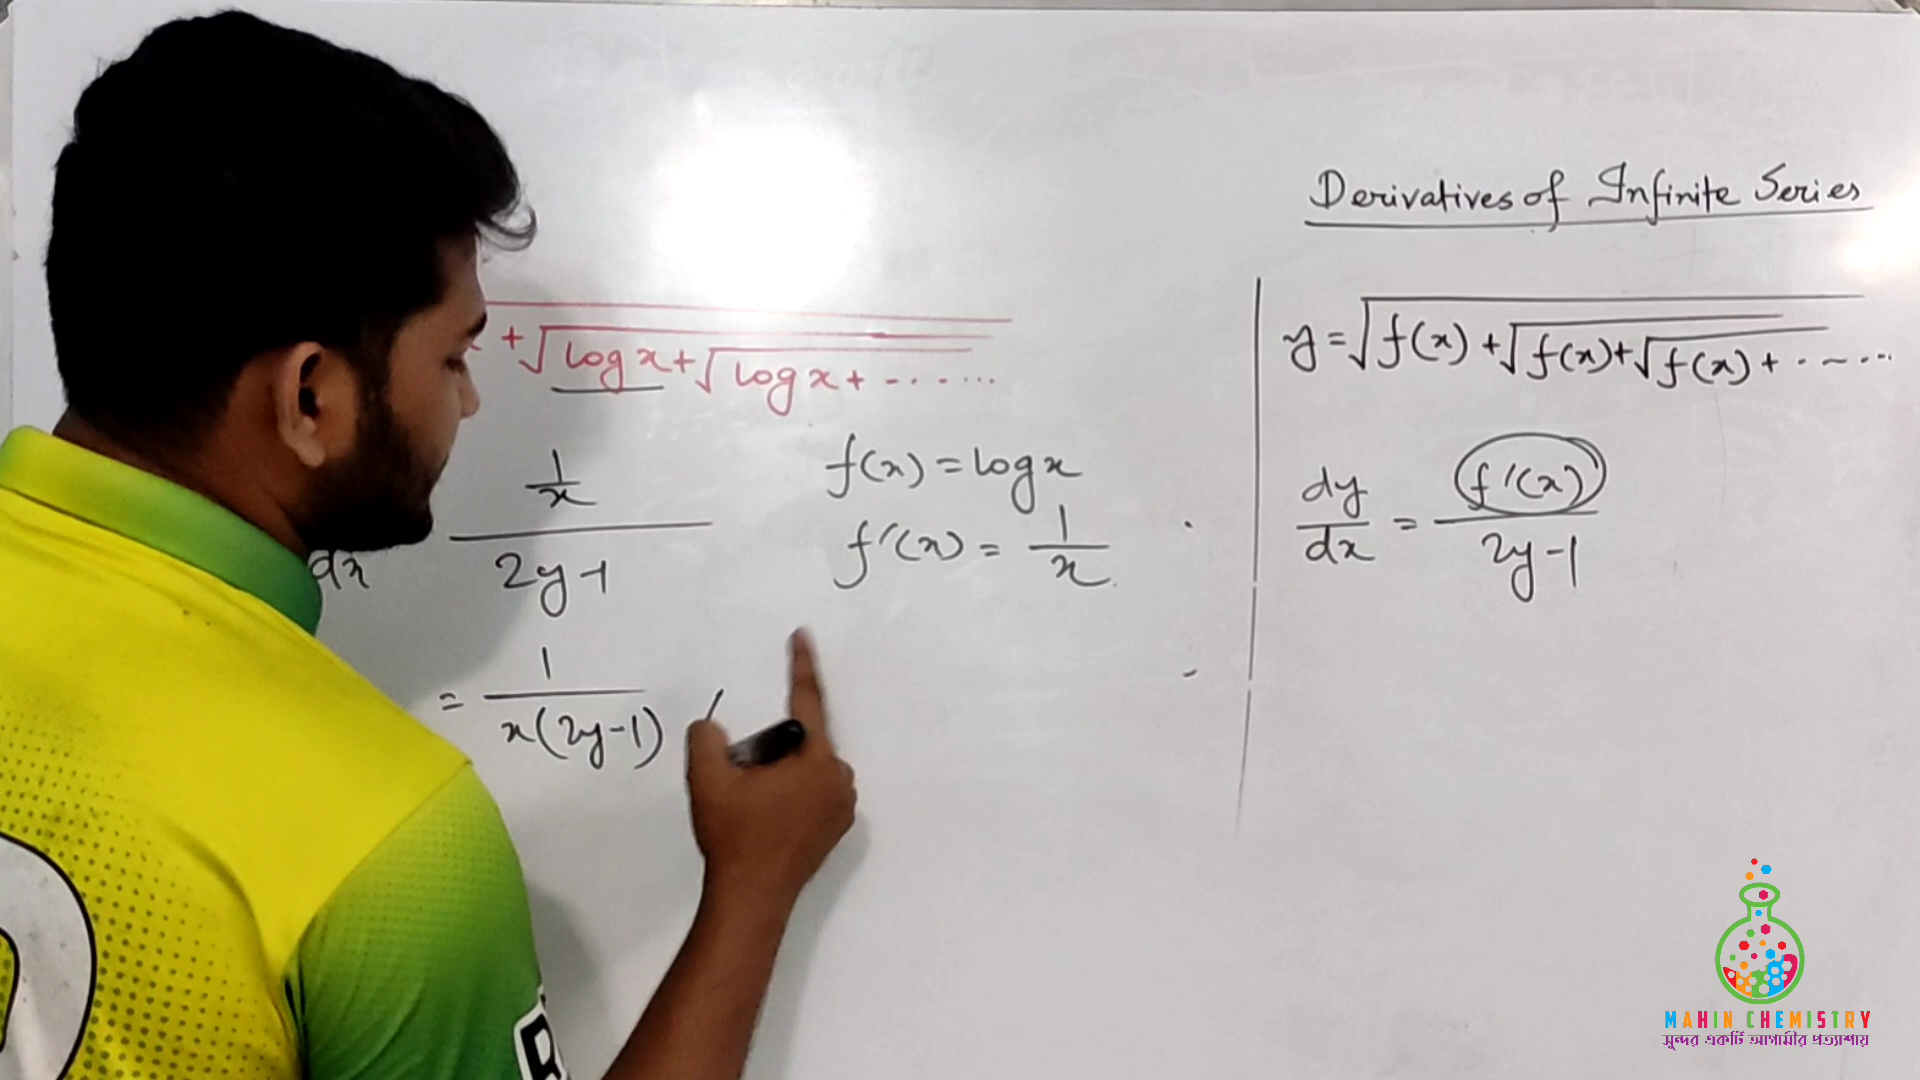 Derivatives of Infinite Series
+√log x+√log x+ - . . - . . .
1/x
dx 2y-1
f(x) = log x
f'(x) = 1/x
= 1/x(2y-1)
y = √f(x) + √f(x)+√f(x) + . . . . . .
dy/dx = f'(x)/2y-1
MAHIN CHEMISTRY
সুন্দর একটি আগামীর প্রত্যাশায়